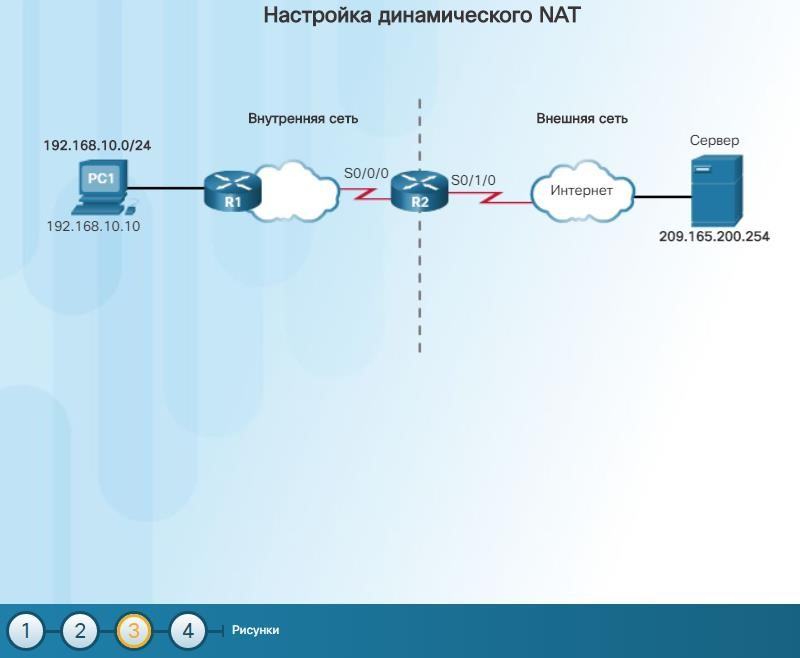 Настройка динамического NAT
Внутренняя сеть
Внешняя сеть
192.168.10.0/24
PC1
192.168.10.10
R1
S0/0/0
R2
S0/1/0
Интернет
Сервер
209.165.200.254
1
2
3
4
Рисунки